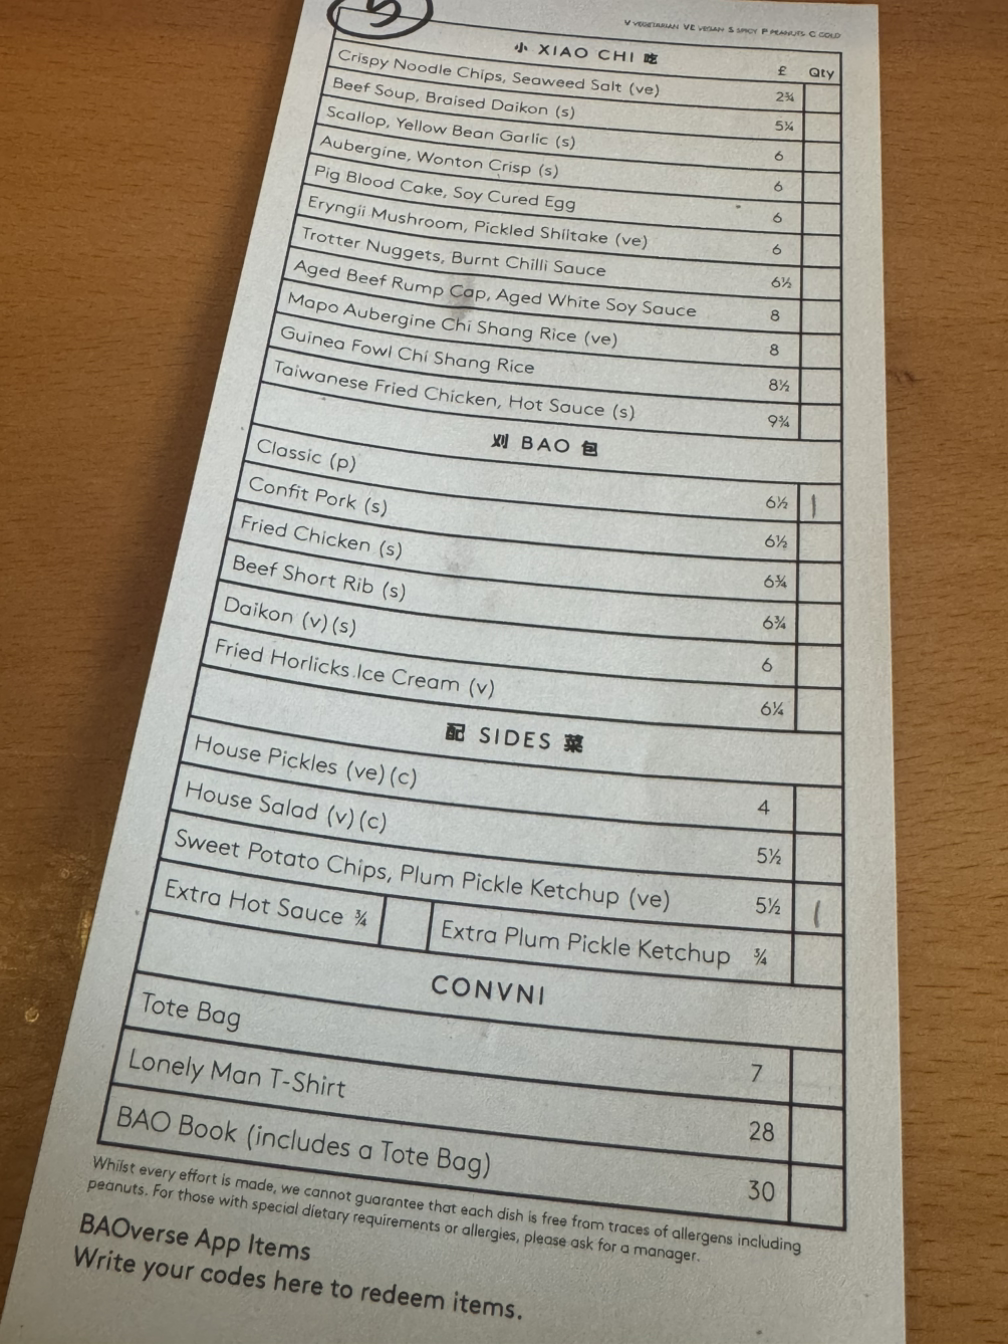 V VEGETARIAN VE VEGAN S SPICY P PEANUTS C COLD
小 XIAO CHI 吃 £ Qty
Crispy Noodle Chips, Seaweed Salt (ve) 2¾
Beef Soup, Braised Daikon (s) 5¼
Scallop, Yellow Bean Garlic (s) 6
Aubergine, Wonton Crisp (s) 6
Pig Blood Cake, Soy Cured Egg 6
Eryngii Mushroom, Pickled Shiitake (ve) 6
Trotter Nuggets, Burnt Chilli Sauce 6½
Aged Beef Rump Cap, Aged White Soy Sauce 8
Mapo Aubergine Chi Shang Rice (ve) 8
Guinea Fowl Chi Shang Rice 8½
Taiwanese Fried Chicken, Hot Sauce (s) 9¾
刈 BAO 包
Classic (p) 6½ 1
Confit Pork (s) 6½
Fried Chicken (s) 6¾
Beef Short Rib (s) 6¾
Daikon (v) (s) 6
Fried Horlicks Ice Cream (v) 6¼
配 SIDES 菜
House Pickles (ve) (c) 4
House Salad (v) (c) 5½
Sweet Potato Chips, Plum Pickle Ketchup (ve) 5½ 1
Extra Hot Sauce ¾ Extra Plum Pickle Ketchup ¾
CONVNI
Tote Bag 7
Lonely Man T-Shirt 28
BAO Book (includes a Tote Bag) 30
Whilst every effort is made, we cannot guarantee that each dish is free from traces of allergens including
peanuts. For those with special dietary requirements or allergies, please ask for a manager.
BAOverse App Items
Write your codes here to redeem items.